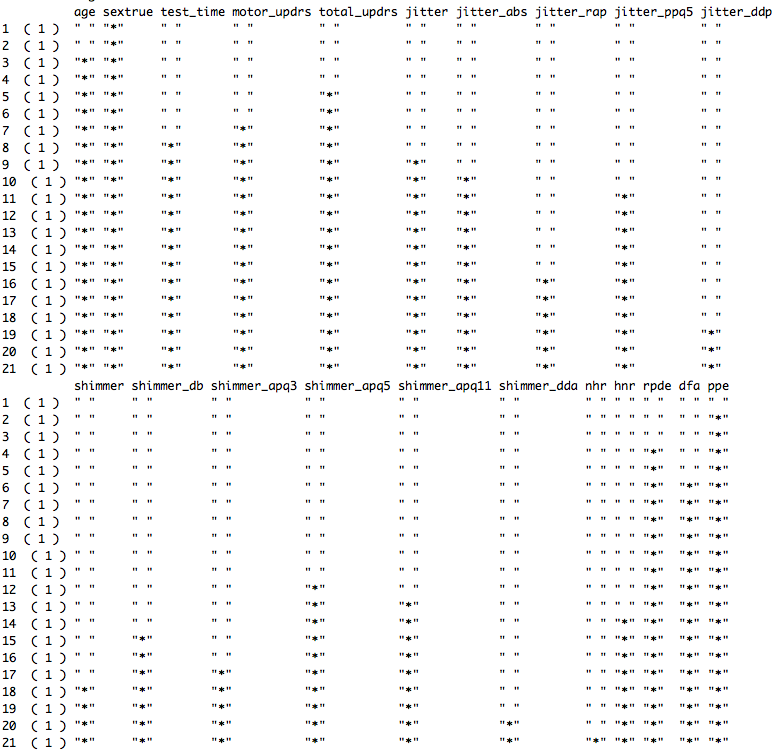 age sextrue test_time motor_updrs total_updrs jitter jitter_abs jitter_rap jitter_ppq5 jitter_ddp
1 ( 1 ) " " "*" " " " " " " " " " " " " " " " "
2 ( 1 ) " " "*" " " " " " " " " " " " " " " " "
3 ( 1 ) "*" "*" " " " " " " " " " " " " " " " "
4 ( 1 ) "*" "*" " " " " " " " " " " " " " " " "
5 ( 1 ) "*" "*" " " " " "*" " " " " " " " " " "
6 ( 1 ) "*" "*" " " " " "*" " " " " " " " " " "
7 ( 1 ) "*" "*" " " "*" "*" " " " " " " " " " "
8 ( 1 ) "*" "*" "*" "*" "*" " " " " " " " " " "
9 ( 1 ) "*" "*" "*" "*" "*" "*" " " " " " " " "
10 ( 1 ) "*" "*" "*" "*" "*" "*" "*" " " " " " "
11 ( 1 ) "*" "*" "*" "*" "*" "*" "*" " " "*" " "
12 ( 1 ) "*" "*" "*" "*" "*" "*" "*" " " "*" " "
13 ( 1 ) "*" "*" "*" "*" "*" "*" "*" " " "*" " "
14 ( 1 ) "*" "*" "*" "*" "*" "*" "*" " " "*" " "
15 ( 1 ) "*" "*" "*" "*" "*" "*" "*" " " "*" " "
16 ( 1 ) "*" "*" "*" "*" "*" "*" "*" "*" "*" " "
17 ( 1 ) "*" "*" "*" "*" "*" "*" "*" "*" "*" " "
18 ( 1 ) "*" "*" "*" "*" "*" "*" "*" "*" "*" " "
19 ( 1 ) "*" "*" "*" "*" "*" "*" "*" "*" "*" "*"
20 ( 1 ) "*" "*" "*" "*" "*" "*" "*" "*" "*" "*"
21 ( 1 ) "*" "*" "*" "*" "*" "*" "*" "*" "*" "*"
shimmer shimmer_db shimmer_apq3 shimmer_apq5 shimmer_apq11 shimmer_dda nhr hnr rpde dfa ppe
1 ( 1 ) " " " " " " " " " " " " " " " " " " " " " "
2 ( 1 ) " " " " " " " " " " " " " " " " " " " " "*"
3 ( 1 ) " " " " " " " " " " " " " " " " " " " " "*"
4 ( 1 ) " " " " " " " " " " " " " " " " "*" " " "*"
5 ( 1 ) " " " " " " " " " " " " " " " " "*" " " "*"
6 ( 1 ) " " " " " " " " " " " " " " " " "*" "*" "*"
7 ( 1 ) " " " " " " " " " " " " " " " " "*" "*" "*"
8 ( 1 ) " " " " " " " " " " " " " " " " "*" "*" "*"
9 ( 1 ) " " " " " " " " " " " " " " " " "*" "*" "*"
10 ( 1 ) " " " " " " " " " " " " " " " " "*" "*" "*"
11 ( 1 ) " " " " " " " " " " " " " " " " "*" "*" "*"
12 ( 1 ) " " " " " " "*" " " " " " " " " "*" "*" "*"
13 ( 1 ) " " " " " " "*" "*" " " " " " " "*" "*" "*"
14 ( 1 ) " " " " " " "*" "*" " " " " "*" "*" "*" "*"
15 ( 1 ) " " "*" " " "*" "*" " " " " "*" "*" "*" "*"
16 ( 1 ) " " "*" " " "*" "*" " " " " "*" "*" "*" "*"
17 ( 1 ) " " "*" "*" "*" "*" " " " " "*" "*" "*" "*"
18 ( 1 ) "*" "*" "*" "*" "*" " " " " "*" "*" "*" "*"
19 ( 1 ) "*" "*" "*" "*" "*" " " " " "*" "*" "*" "*"
20 ( 1 ) "*" "*" "*" "*" "*" "*" " " "*" "*" "*" "*"
21 ( 1 ) "*" "*" "*" "*" "*" "*" "*" "*" "*" "*" "*"